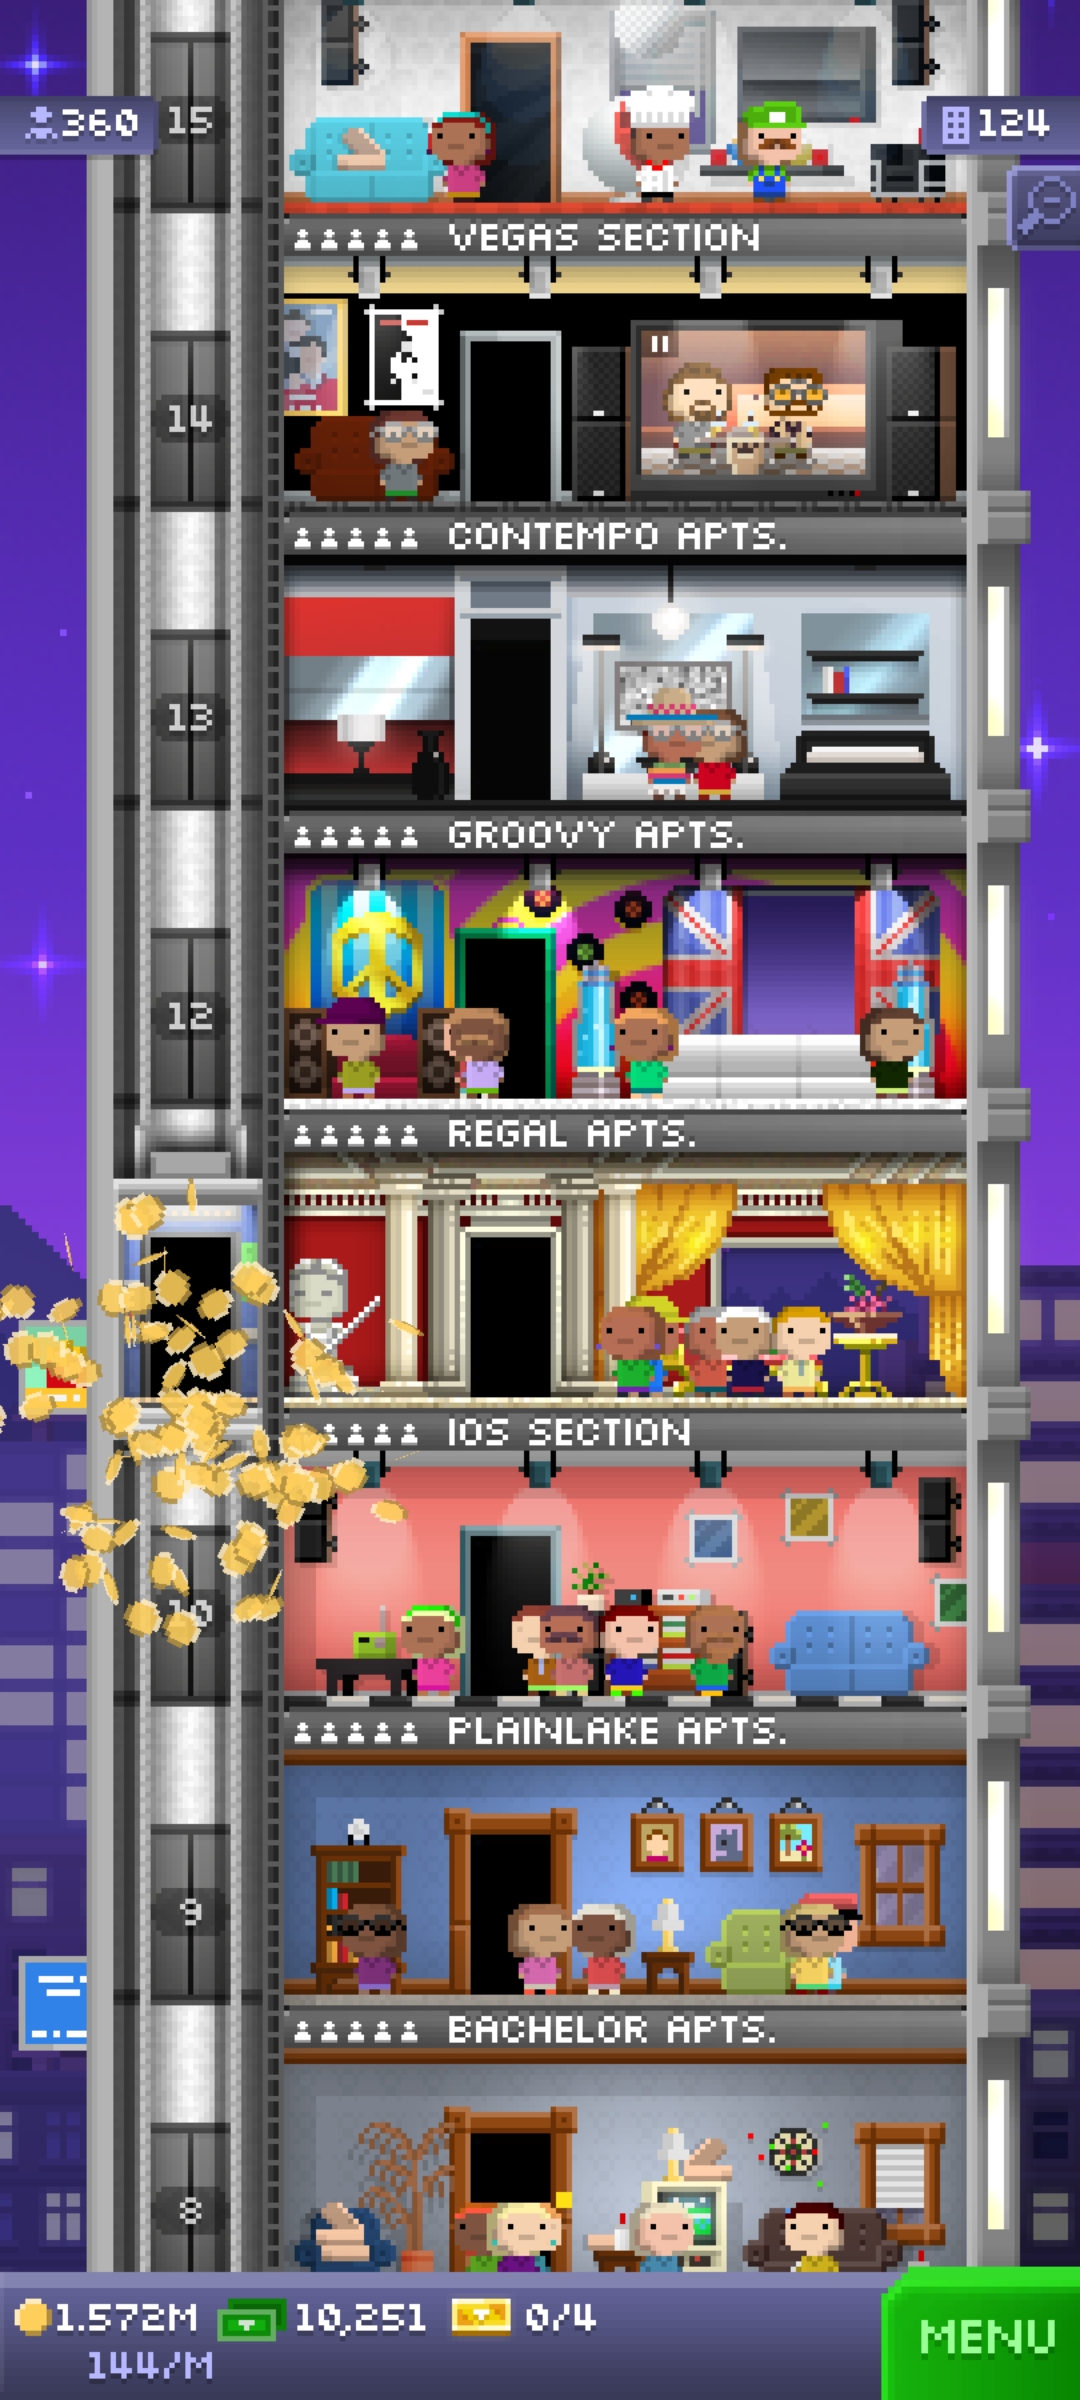 360
15
124
VEGAS SECTION
14
CONTEMPO APTS.
13
GROOVY APTS.
12
REGAL APTS.
IOS SECTION
10
PLAINLAKE APTS.
9
BACHELOR APTS.
8
1.572M 10,251 0/4
144/M
MENU